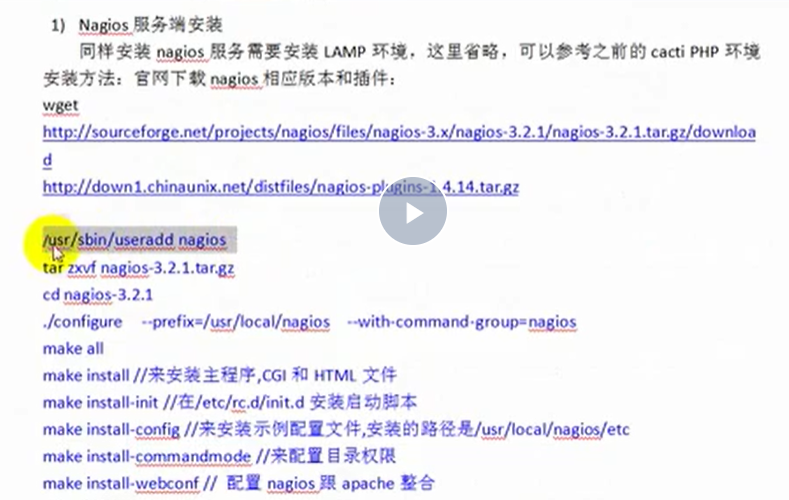 1) Nagios 服务端安装
同样安装 nagios 服务需要安装 LAMP 环境，这里省略，可以参考之前的 cacti PHP 环境
安装方法：官网下载 nagios 相应版本和插件：
wget
http://sourceforge.net/projects/nagios/files/nagios-3.x/nagios-3.2.1/nagios-3.2.1.tar.gz/downloa
d
http://down1.chinaunix.net/distfiles/nagios-plugins-1.4.14.tar.gz
/usr/sbin/useradd nagios
tar zxvf nagios-3.2.1.tar.gz
cd nagios-3.2.1
./configure --prefix=/usr/local/nagios --with-command-group=nagios
make all
make install //来安装主程序,CGI 和 HTML 文件
make install-init //在/etc/rc.d/init.d 安装启动脚本
make install-config //来安装示例配置文件,安装的路径是/usr/local/nagios/etc
make install-commandmode //来配置目录权限
make install-webconf // 配置 nagios 跟 apache 整合